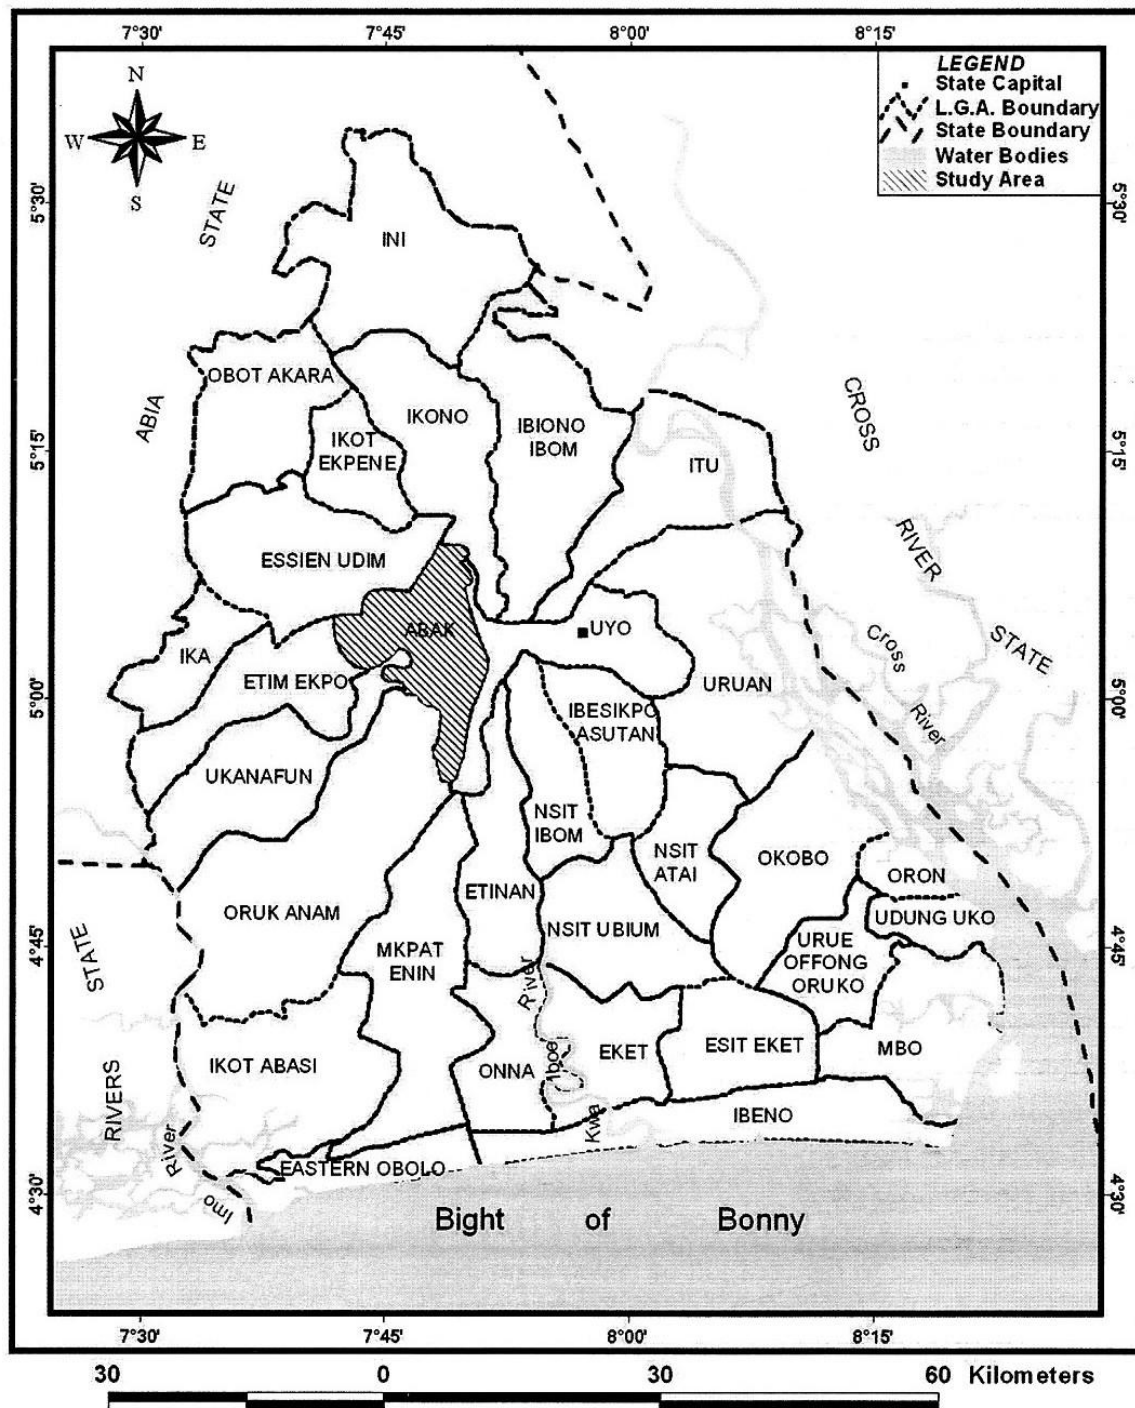 7°30'
7°45'
8°00'
8°15'
LEGEND
State Capital
L.G.A. Boundary
State Boundary
Water Bodies
Study Area
N
W
E
S
5°30'
5°30'
STATE
INI
ABIA
OBOT AKARA
IKONO
IBIONO
IBOM
CROSS
IKOT
EKPENE
ITU
5°15'
5°15'
RIVER
ESSIEN UDIM
ABAK
UYO
Cross
STATE
IKA
ETIM EKPO
URUAN
5°00'
5°00'
IBESIKPO
ASUTAN
River
UKANAFUN
NSIT
IBOM
NSIT
ATAI
OKOBO
ORON
ETINAN
ORUK ANAM
UDUNG UKO
NSIT UBIUM
MKPAT
ENIN
URUE
OFFONG
ORUKO
4°45'
4°45'
STATE
River
IKOT ABASI
ONNA
Iboe
EKET
ESIT EKET
MBO
RIVERS
Kwa
IBENO
River
EASTERN OBOLO
Imo
4°30'
4°30'
Bight of Bonny
7°30'
7°45'
8°00'
8°15'
30 0 30 60 Kilometers